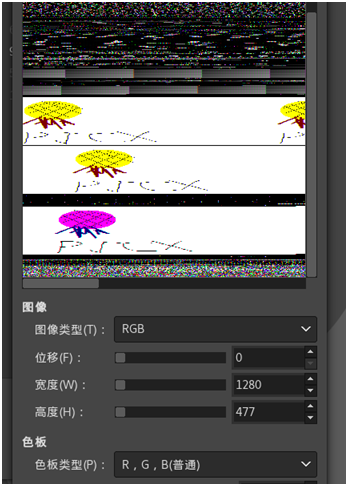 图像
图像类型(T)： RGB
位移(F)： 0
宽度(W)： 1280
高度(H)： 477
色板
色板类型(P)： R，G，B(普通)